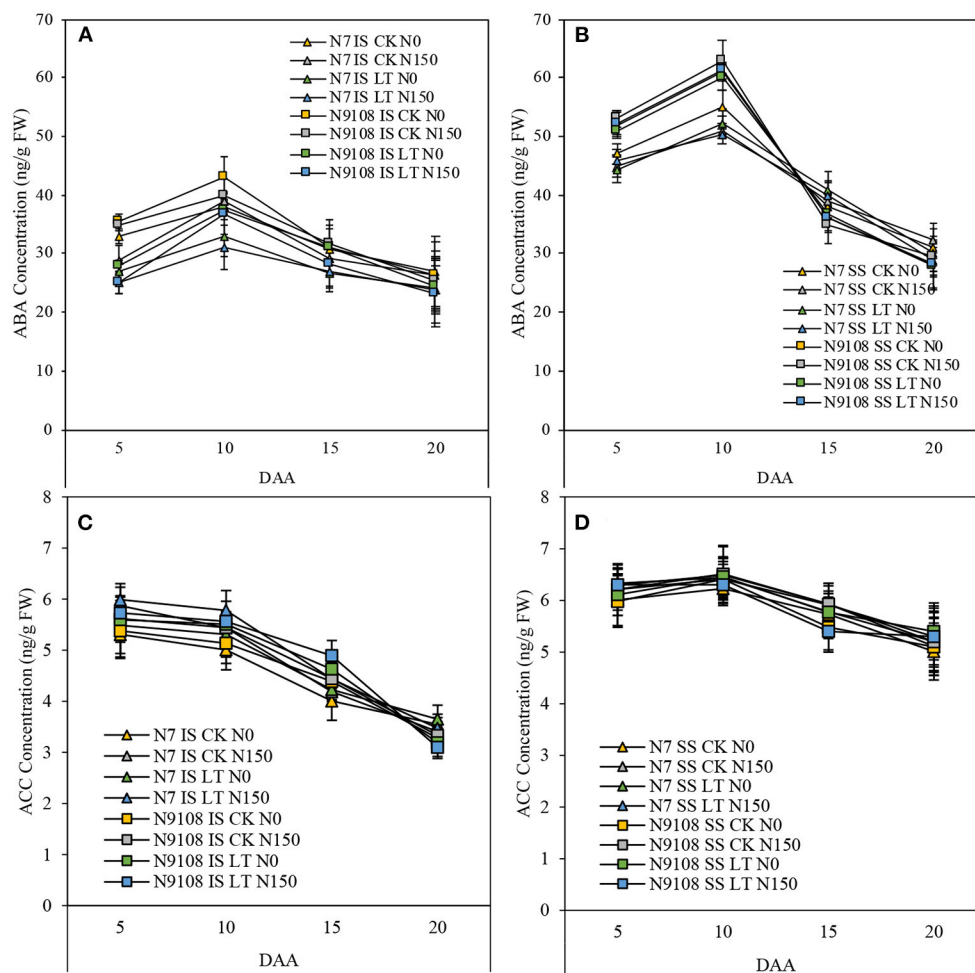 A
70
60
50
40
30
20
10
0
ABA Concentration (ng/g FW)
N7 IS CK N0
N7 IS CK N150
N7 IS LT N0
N7 IS LT N150
N9108 IS CK N0
N9108 IS CK N150
N9108 IS LT N0
N9108 IS LT N150
5 10 15 20
DAA
B
70
60
50
40
30
20
10
0
ABA Concentration (ng/g FW)
N7 SS CK N0
N7 SS CK N150
N7 SS LT N0
N7 SS LT N150
N9108 SS CK N0
N9108 SS CK N150
N9108 SS LT N0
N9108 SS LT N150
5 10 15 20
DAA
C
8
7
6
5
4
3
2
1
0
ACC Concentration (ng/g FW)
N7 IS CK N0
N7 IS CK N150
N7 IS LT N0
N7 IS LT N150
N9108 IS CK N0
N9108 IS CK N150
N9108 IS LT N0
N9108 IS LT N150
5 10 15 20
DAA
D
8
7
6
5
4
3
2
1
0
ACC Concentration (ng/g FW)
N7 SS CK N0
N7 SS CK N150
N7 SS LT N0
N7 SS LT N150
N9108 SS CK N0
N9108 SS CK N150
N9108 SS LT N0
N9108 SS LT N150
5 10 15 20
DAA